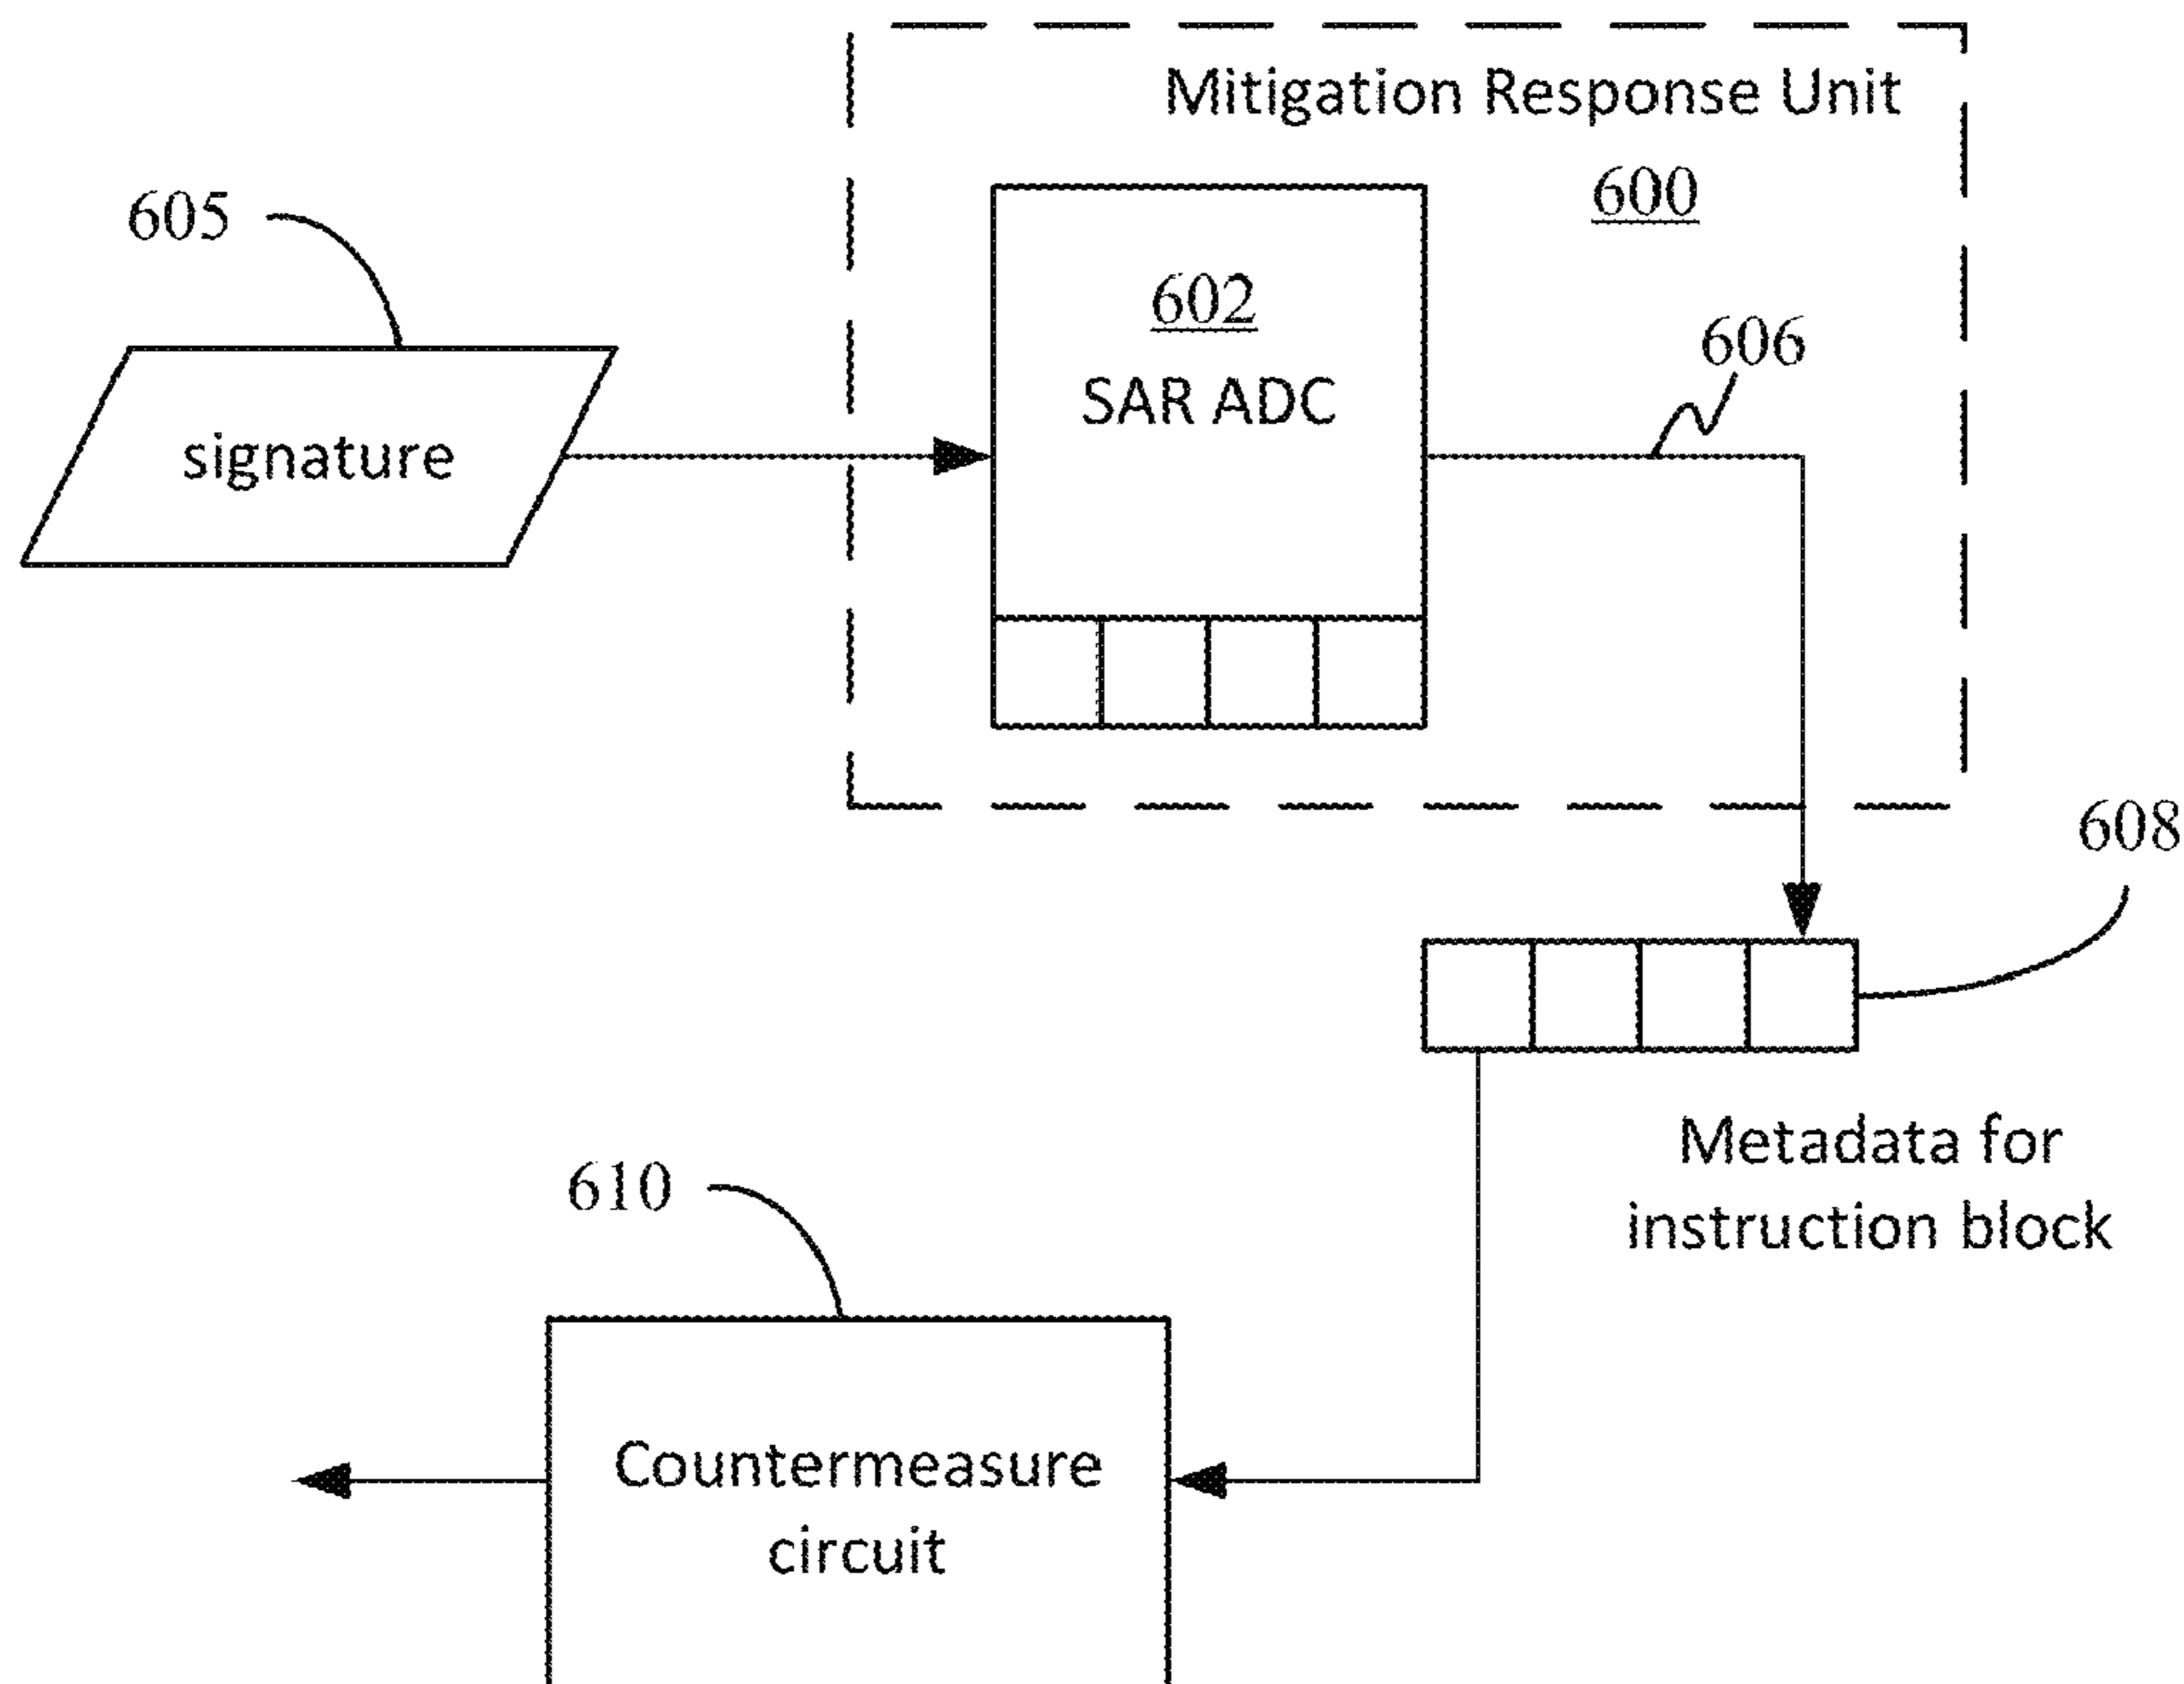 Mitigation Response Unit
600
605
602
SAR ADC
606
signature
608
Metadata for
instruction block
610
Countermeasure
circuit